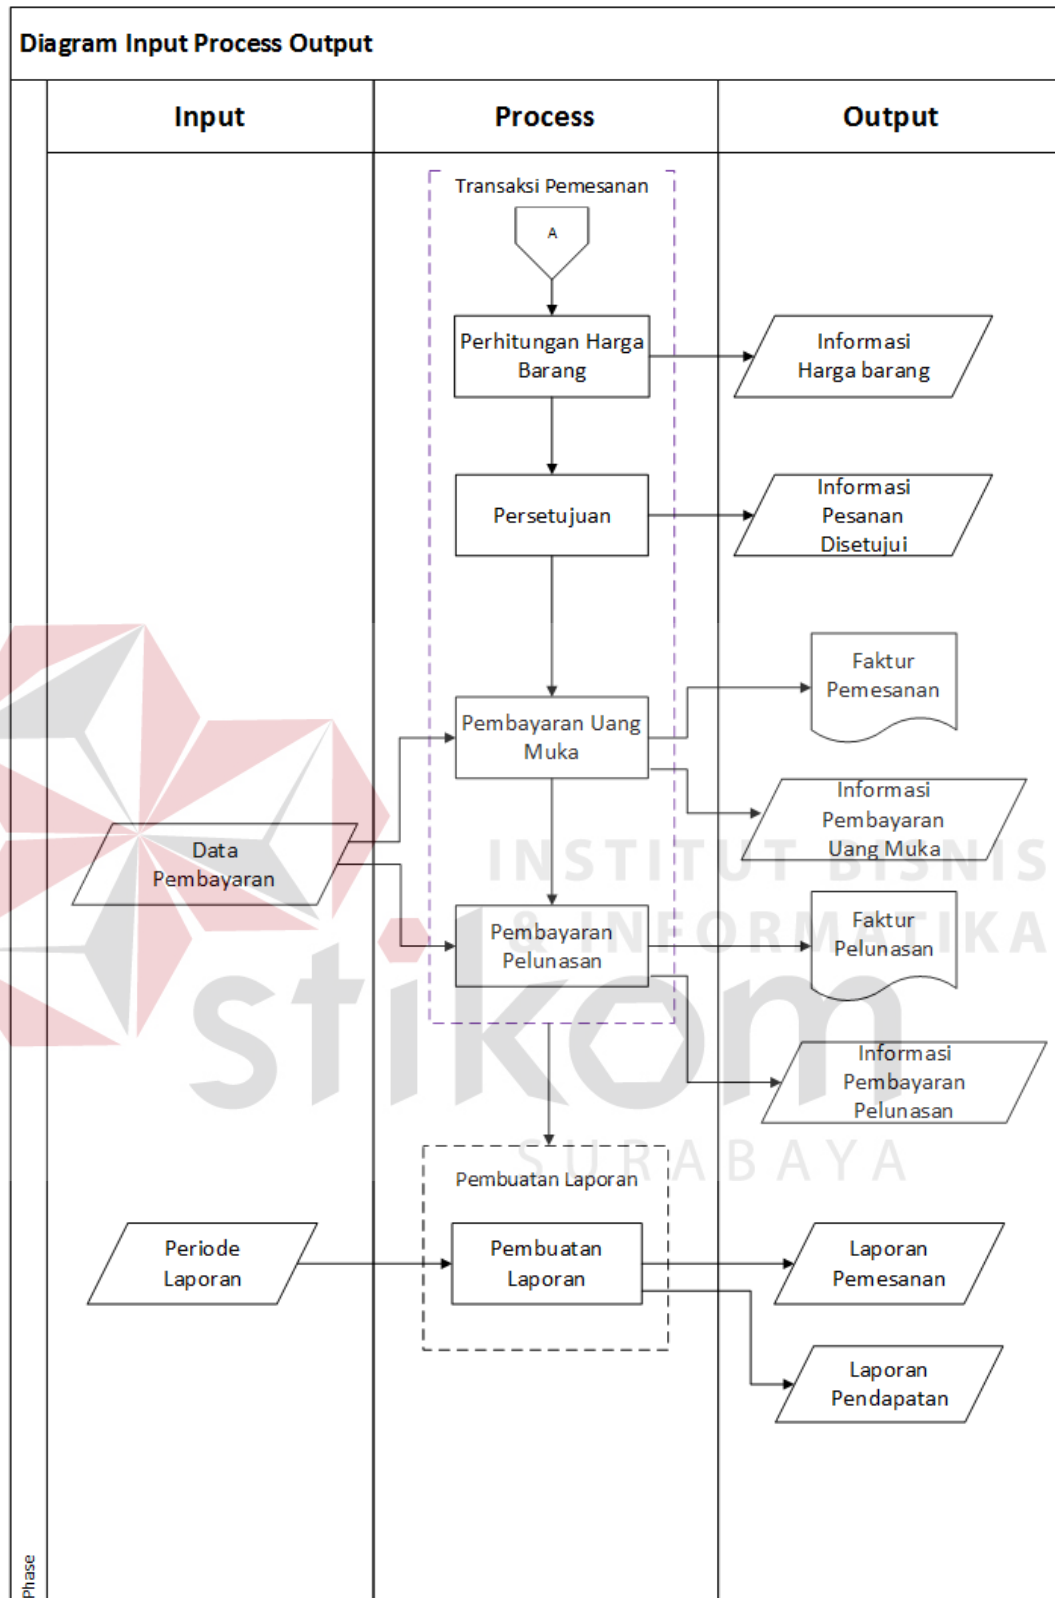 Diagram Input Process Output
Input
Process
Output
Transaksi Pemesanan
A
Perhitungan Harga
Barang
Informasi
Harga barang
Persetujuan
Informasi
Pesanan
Disetujui
Faktur
Pemesanan
Pembayaran Uang
Muka
Informasi
Pembayaran
Uang Muka
Data
Pembayaran
Pembayaran
Pelunasan
Faktur
Pelunasan
Informasi
Pembayaran
Pelunasan
INSTITUT BISNIS
& INFORMATIKA
stikom
SURABAYA
Pembuatan Laporan
Periode
Laporan
Pembuatan
Laporan
Laporan
Pemesanan
Laporan
Pendapatan
Phase